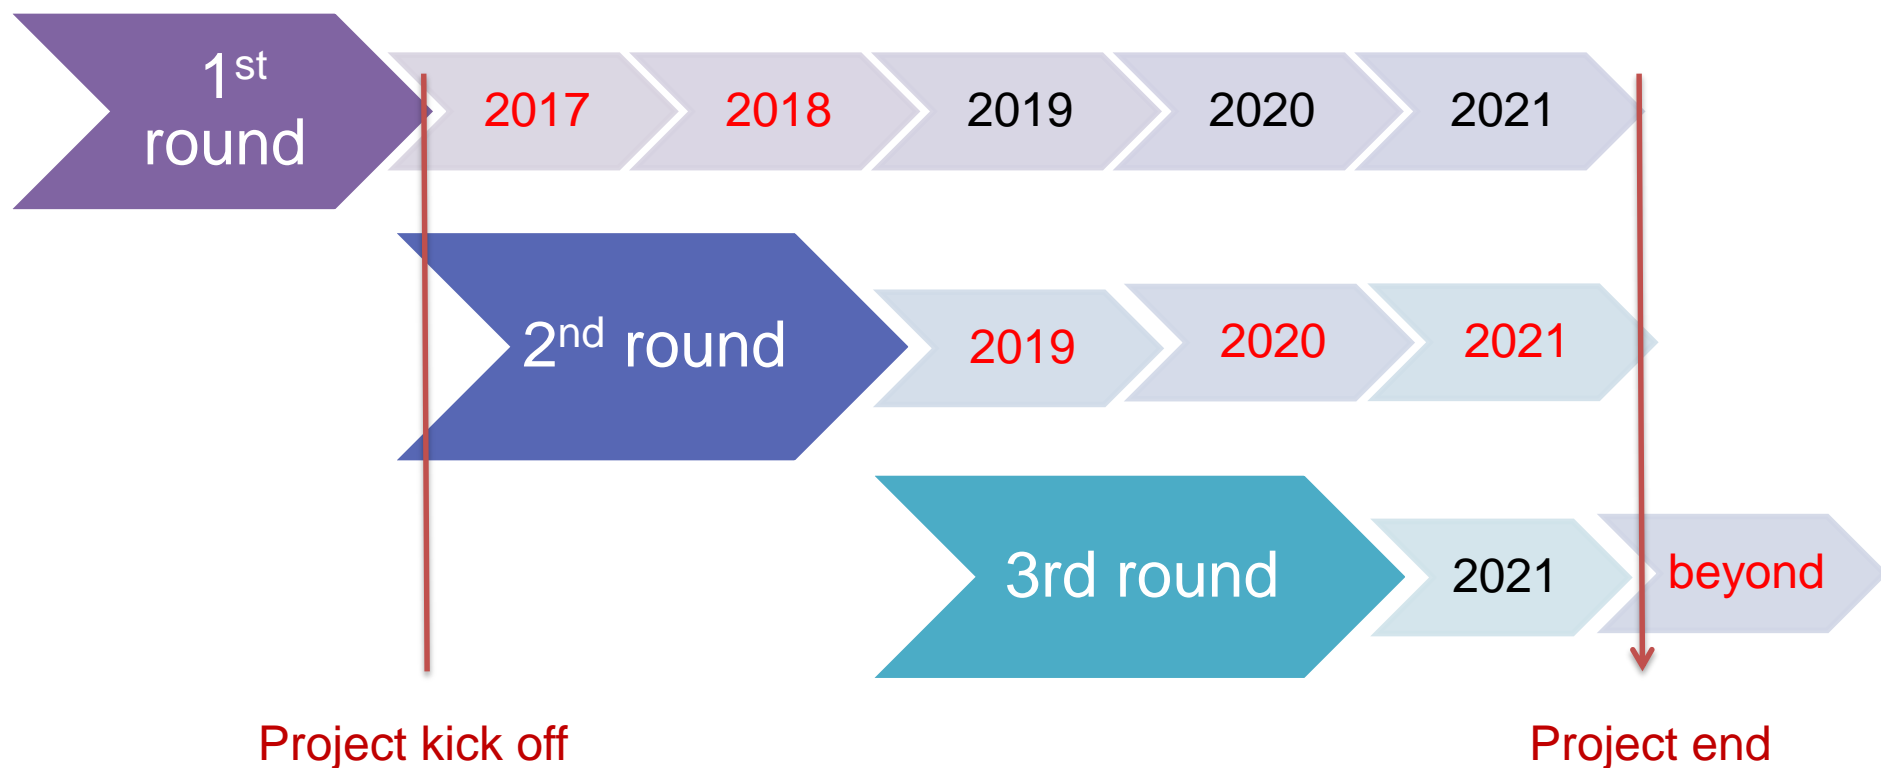 1st
round
2017
2018
2019
2020
2021
2nd round
2019
2020
2021
3rd round
2021
beyond
Project kick off
Project end